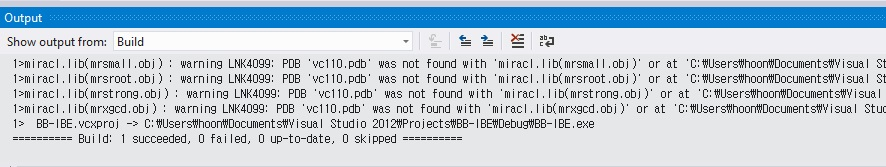 Output
Show output from: Build
1>miracl.lib(mrsmall.obj) : warning LNK4099: PDB 'vc110.pdb' was not found with 'miracl.lib(mrsmall.obj)' or at 'C:₩Users₩hoon₩Documents₩Visual S
1>miracl.lib(mrsroot.obj) : warning LNK4099: PDB 'vc110.pdb' was not found with 'miracl.lib(mrsroot.obj)' or at 'C:₩Users₩hoon₩Documents₩Visual S
1>miracl.lib(mrstrong.obj) : warning LNK4099: PDB 'vc110.pdb' was not found with 'miracl.lib(mrstrong.obj)' or at 'C:₩Users₩hoon₩Documents₩Visual
1>miracl.lib(mrxgcd.obj) : warning LNK4099: PDB 'vc110.pdb' was not found with 'miracl.lib(mrxgcd.obj)' or at 'C:₩Users₩hoon₩Documents₩Visual Stu
1>  BB-IBE.vcxproj -> C:₩Users₩hoon₩Documents₩Visual Studio 2012₩Projects₩BB-IBE₩Debug₩BB-IBE.exe
========== Build: 1 succeeded, 0 failed, 0 up-to-date, 0 skipped ==========